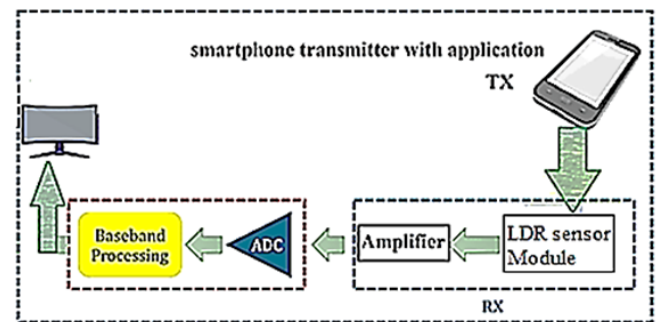 smartphone transmitter with application
TX
Baseband
Processing
ADC
Amplifier
LDR sensor
Module
RX